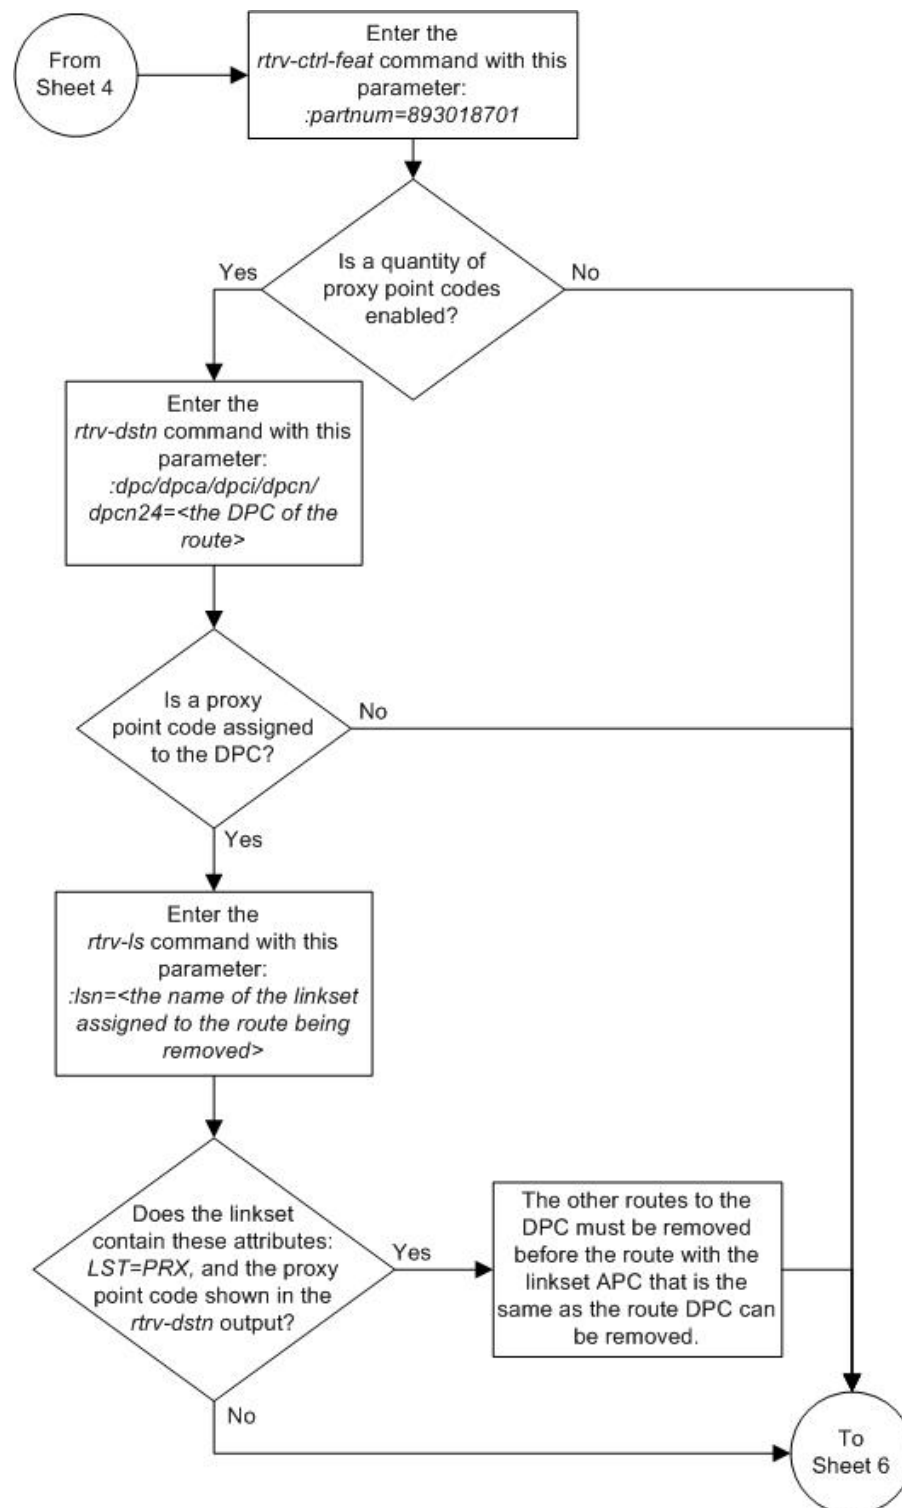 From
Sheet 4
Enter the
rtrv-ctrl-feat command with this
parameter:
:partnum=893018701
Is a quantity of
proxy point codes
enabled?
Yes
No
Enter the
rtrv-dstn command with this
parameter:
:dpc/dpca/dpci/dpcn/
dpcn24=<the DPC of the
route>
Is a proxy
point code assigned
to the DPC?
No
Yes
Enter the
rtrv-ls command with this
parameter:
:lsn=<the name of the linkset
assigned to the route being
removed>
Does the linkset
contain these attributes:
LST=PRX, and the proxy
point code shown in the
rtrv-dstn output?
Yes
The other routes to the
DPC must be removed
before the route with the
linkset APC that is the
same as the route DPC can
be removed.
No
To
Sheet 6